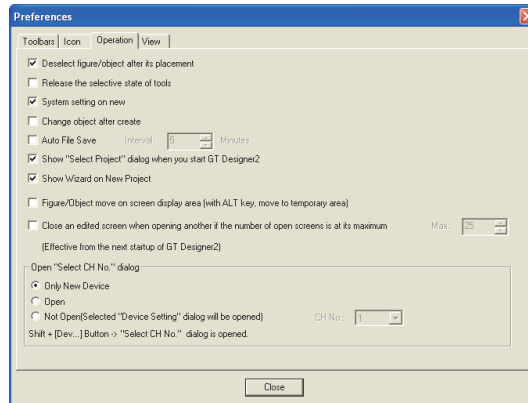 Preferences
Toolbars Icon Operation View
Deselect figure/object after its placement
Release the selective state of tools
System setting on new
Change object after create
Auto File Save Interval: 5 Minutes
Show "Select Project" dialog when you start GT Designer2
Show Wizard on New Project
Figure/Object move on screen display area (with ALT key, move to temporary area)
Close an edited screen when opening another if the number of open screens is at its maximum Max.: 25
(Effective from the next startup of GT Designer2)
Open "Select CH No." dialog
Only New Device
Open
Not Open(Selected "Device Setting" dialog will be opened) CH No.: 1
Shift + [Dev...] Button -> "Select CH No." dialog is opened.
Close